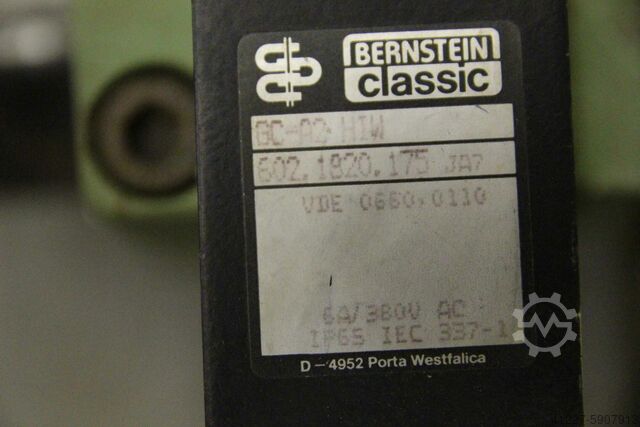 BERNSTEIN
classic
GC-A2 HIW
602.1820.175 JA7
VDE 0660,0110
6A/380V AC
IP65 IEC 337-1
D – 4952 Porta Westfalica